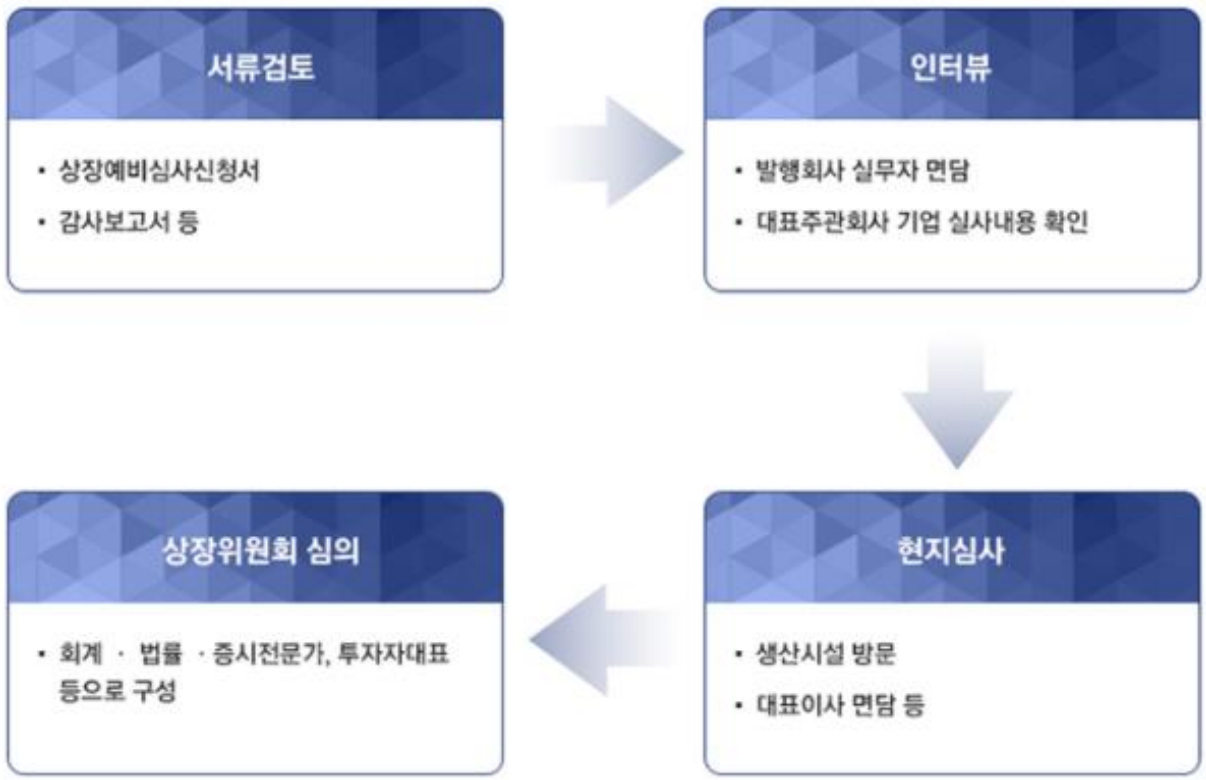 서류검토
• 상장예비심사신청서
• 감사보고서 등
인터뷰
• 발행회사 실무자 면담
• 대표주관회사 기업 실사내용 확인
현지심사
• 생산시설 방문
• 대표이사 면담 등
상장위원회 심의
• 회계 · 법률 · 증시전문가, 투자자대표
등으로 구성